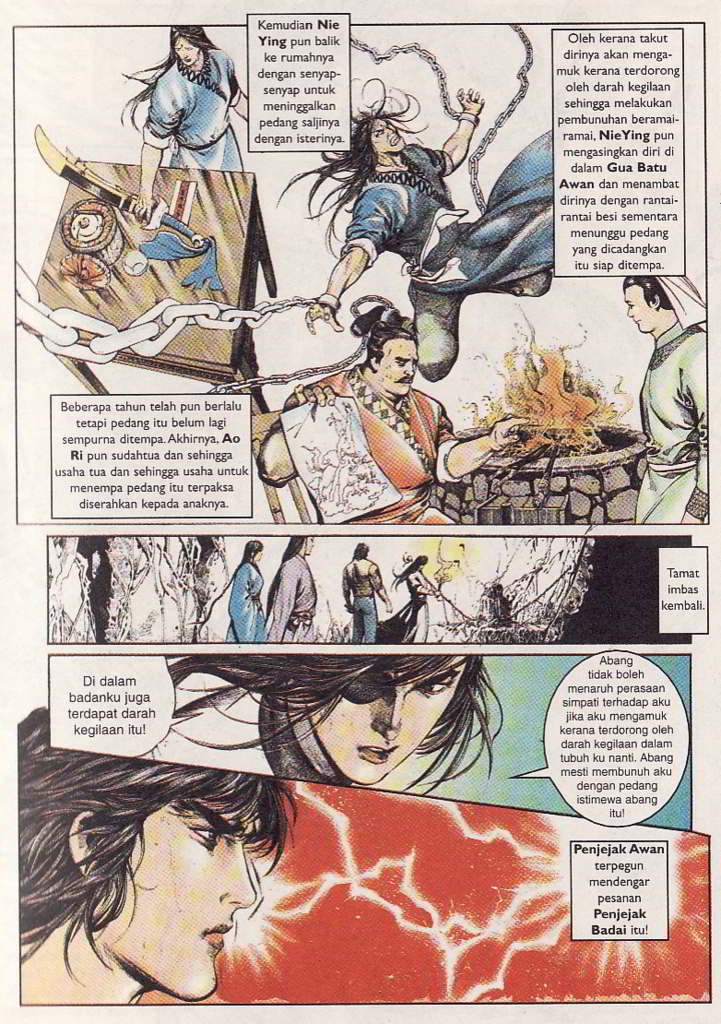 Kemudian Nie
Ying pun balik
ke rumahnya
dengan senyap-
senyap untuk
meninggalkan
pedang saljinya
dengan isterinya.
Oleh kerana takut
dirinya akan menga-
muk kerana terdorong
oleh darah kegilaan
sehingga melakukan
pembunuhan beramai-
ramai, NieYing pun
mengasingkan diri di
dalam Gua Batu
Awan dan menambat
dirinya dengan rantai-
rantai besi sementara
menunggu pedang
yang dicadangkan
itu siap ditempa.
Beberapa tahun telah pun berlalu
tetapi pedang itu belum lagi
sempurna ditempa. Akhirnya, Ao
Ri pun sudahtua dan sehingga
usaha tua dan sehingga usaha untuk
menempa pedang itu terpaksa
diserahkan kepada anaknya.
Tamat
imbas
kembali.
Di dalam
badanku juga
terdapat darah
kegilaan itu!
Abang
tidak boleh
menaruh perasaan
simpati terhadap aku
jika aku mengamuk
kerana terdorong oleh
darah kegilaan dalam
tubuh ku nanti. Abang
mesti membunuh aku
dengan pedang
istimewa abang
itu!
Penjejak Awan
terpegun
mendengar
pesanan
Penjejak
Badai itu!